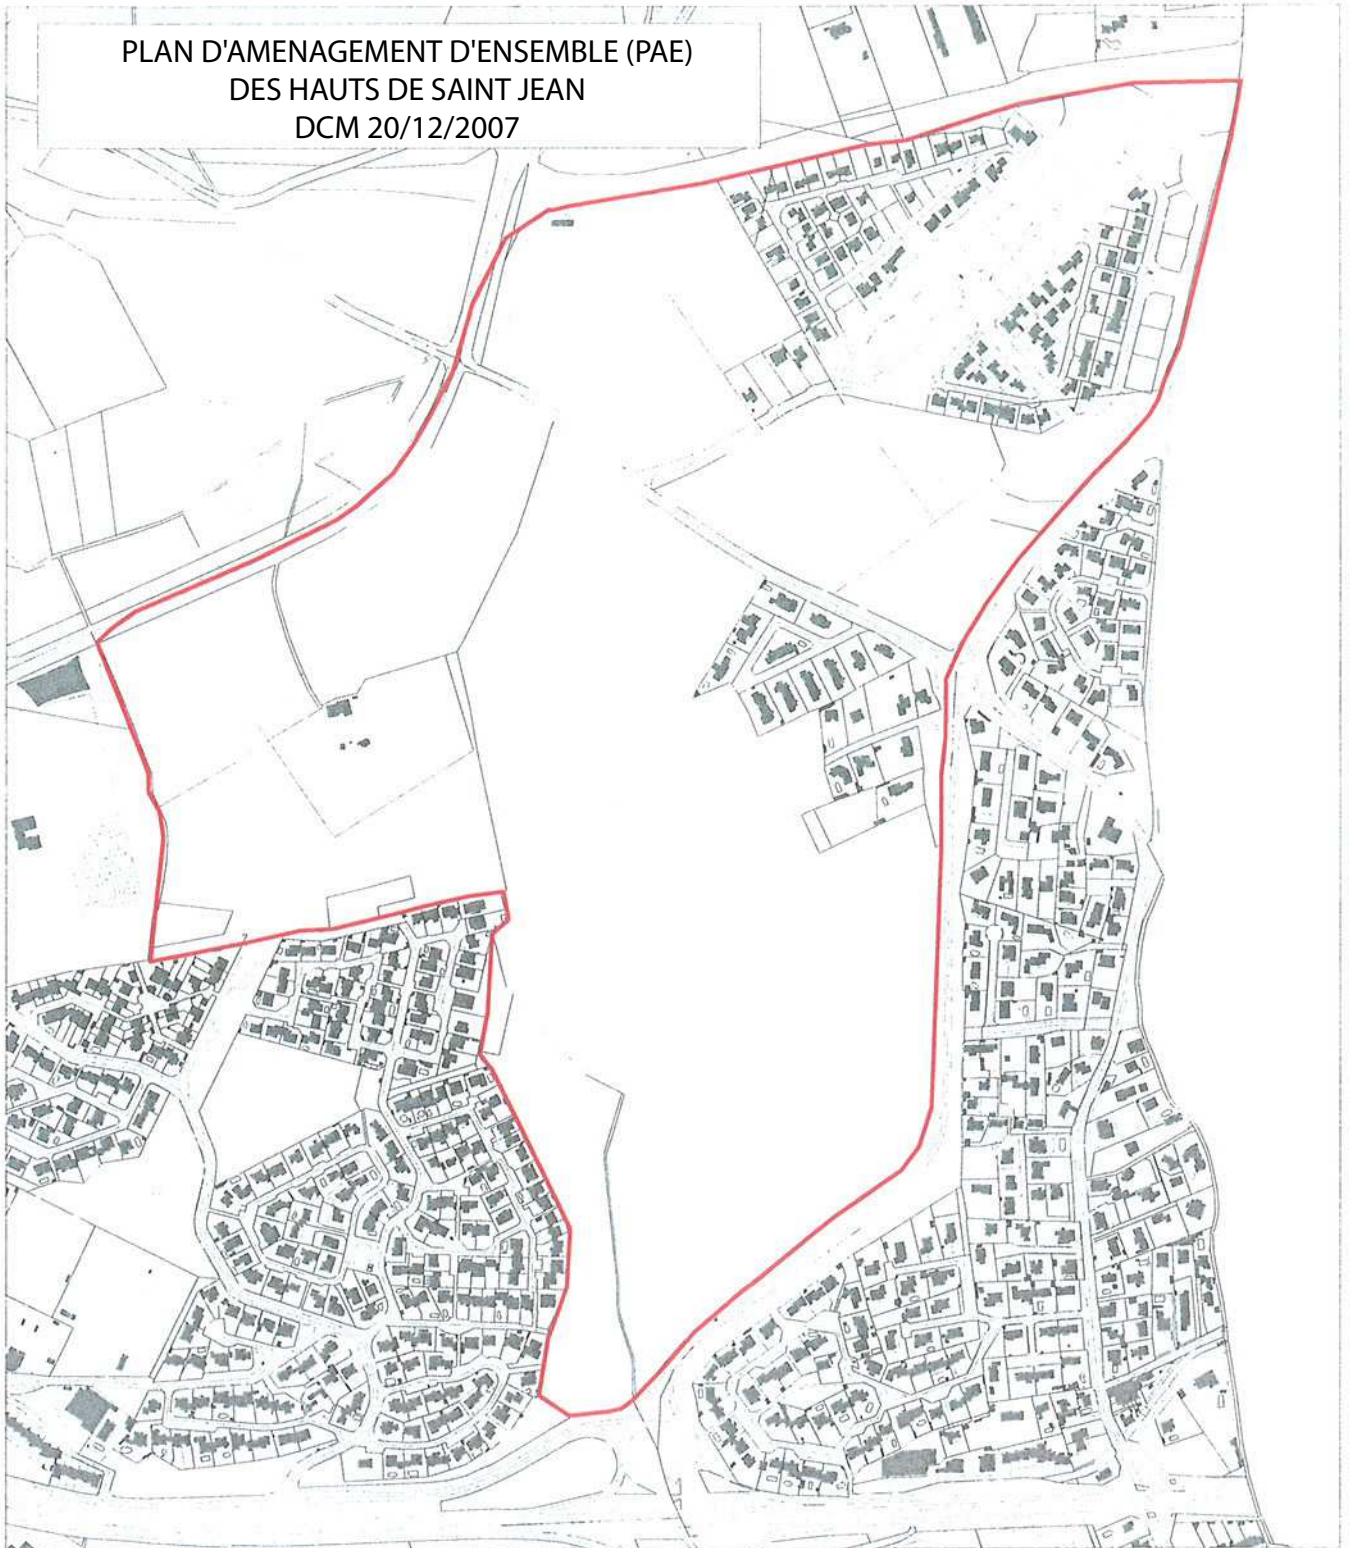 PLAN D'AMENAGEMENT D'ENSEMBLE (PAE)
DES HAUTS DE SAINT JEAN
DCM 20/12/2007